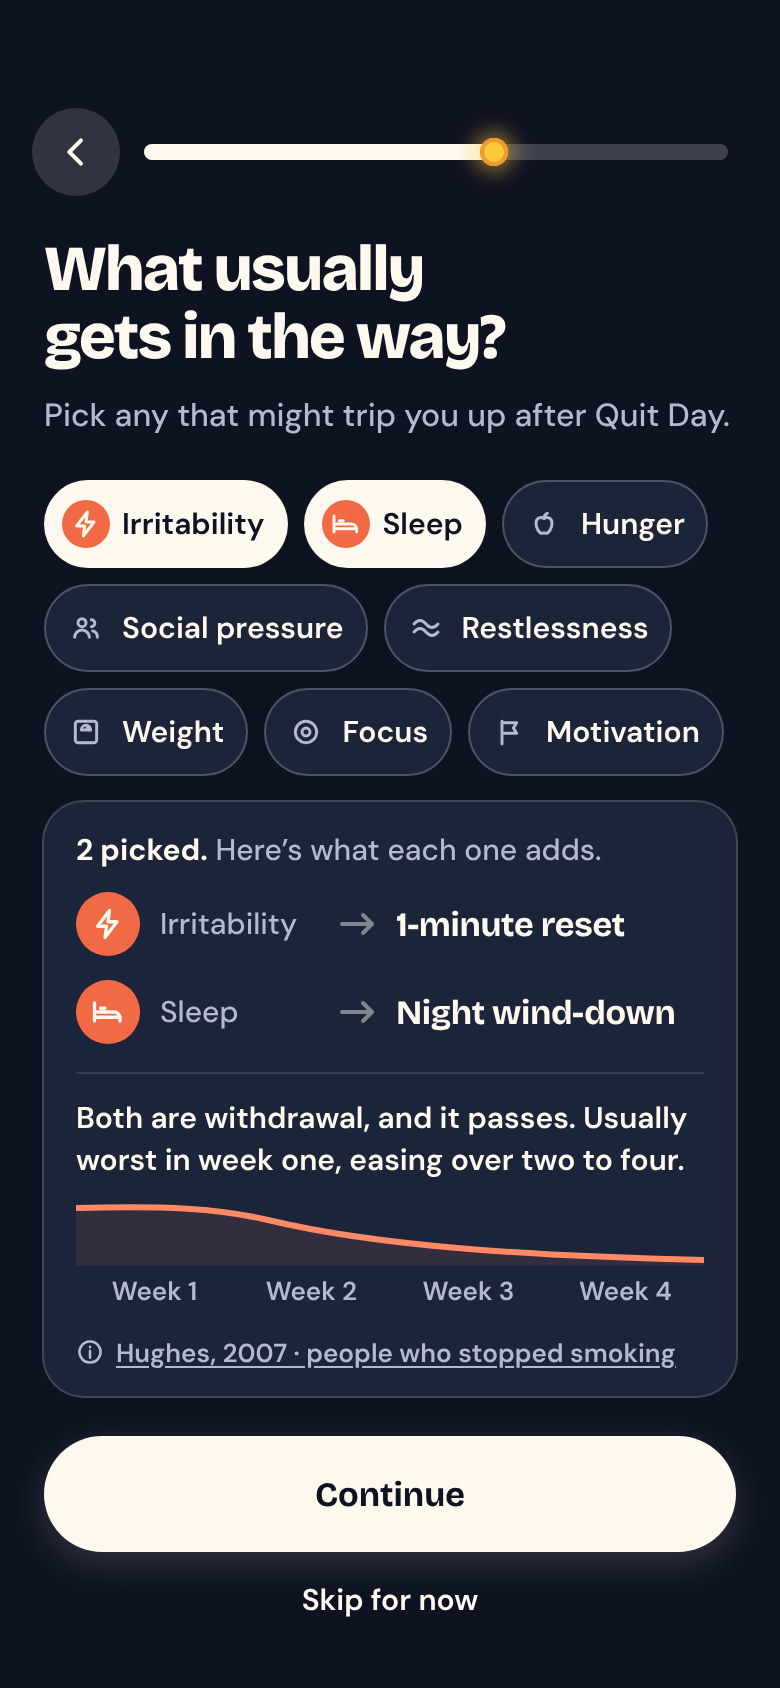 What usually
gets in the way?
Pick any that might trip you up after Quit Day.
Irritability Sleep Hunger
Social pressure Restlessness
Weight Focus Motivation
2 picked. Here’s what each one adds.
Irritability → 1-minute reset
Sleep → Night wind-down
Both are withdrawal, and it passes. Usually
worst in week one, easing over two to four.
Week 1 Week 2 Week 3 Week 4
Hughes, 2007 · people who stopped smoking
Continue
Skip for now